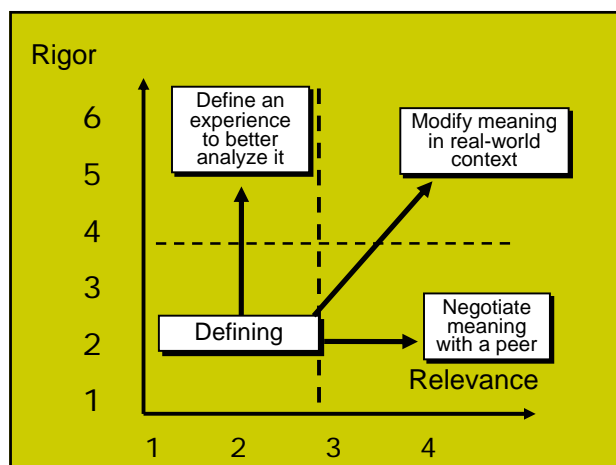 Rigor
6
5
4
3
2
1
Define an
experience
to better
analyze it
Modify meaning
in real-world
context
Defining
Negotiate
meaning
with a peer
Relevance
1 2 3 4